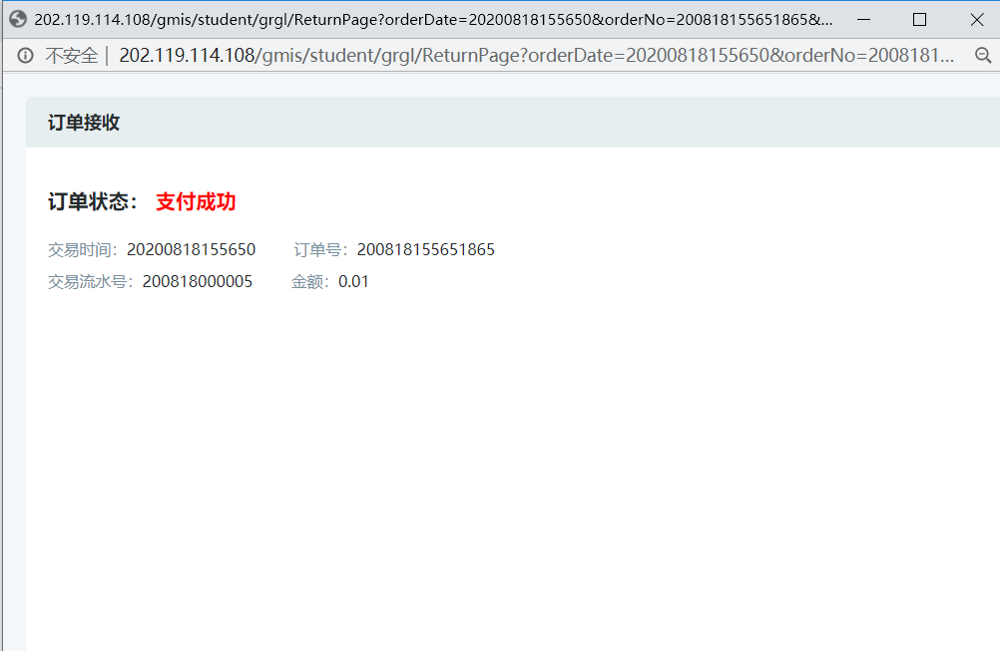 202.119.114.108/gmis/student/grgl/ReturnPage?orderDate=20200818155650&orderNo=200818155651865&...
不安全 | 202.119.114.108/gmis/student/grgl/ReturnPage?orderDate=20200818155650&orderNo=2008181...
订单接收
订单状态： 支付成功
交易时间：20200818155650 订单号：200818155651865
交易流水号：200818000005 金额：0.01